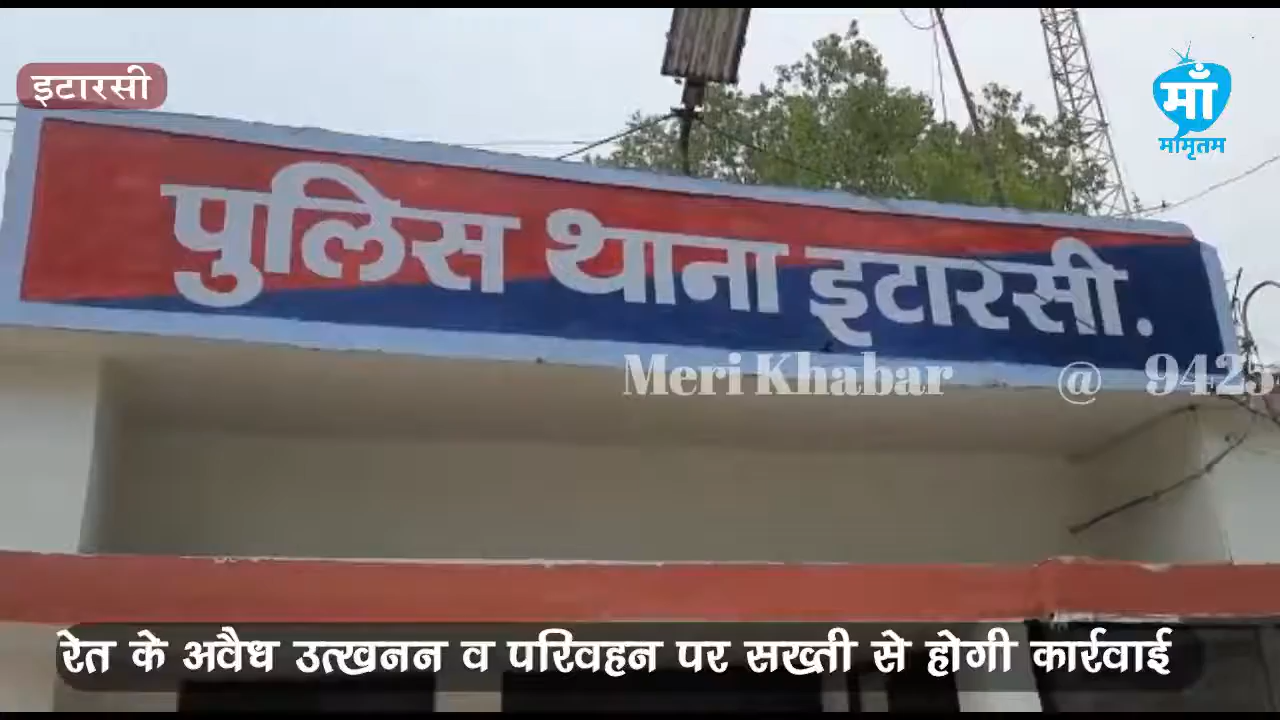 इटारसी
माँ
मॉमृतम
पुलिस थाना इटारसी.
Meri Khabar @ 9425
रेत के अवैध उत्खनन व परिवहन पर सख्ती से होगी कार्रवाई